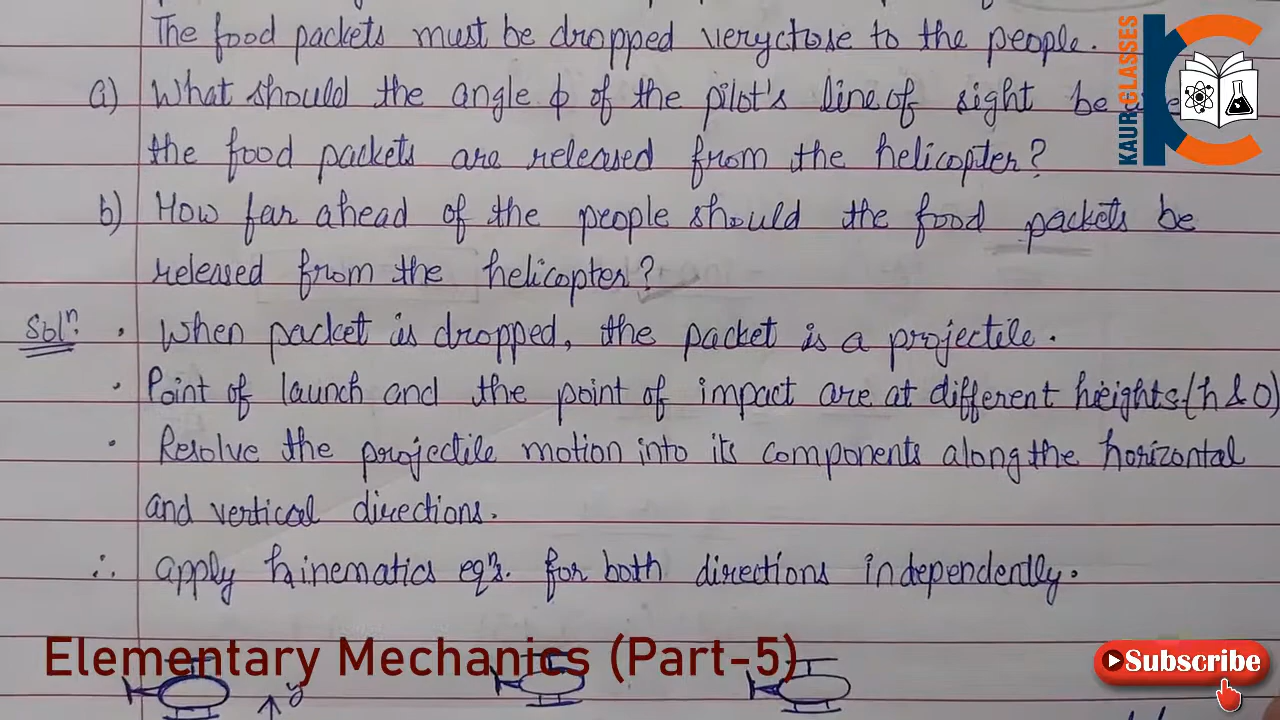 The food packets must be dropped very close to the people.
a) What should the angle ϕ of the pilot's line of sight be
the food packets are released from the helicopter?
b) How far ahead of the people should the food packets be
released from the helicopter?
Solⁿ. • When packet is dropped, the packet is a projectile.
• Point of launch and the point of impact are at different heights (h & 0)
• Resolve the projectile motion into its components along the horizontal
and vertical directions.
∴ apply kinematics eqⁿs. for both directions independently.
Elementary Mechanics (Part-5)
y
KAUR CLASSES
Subscribe